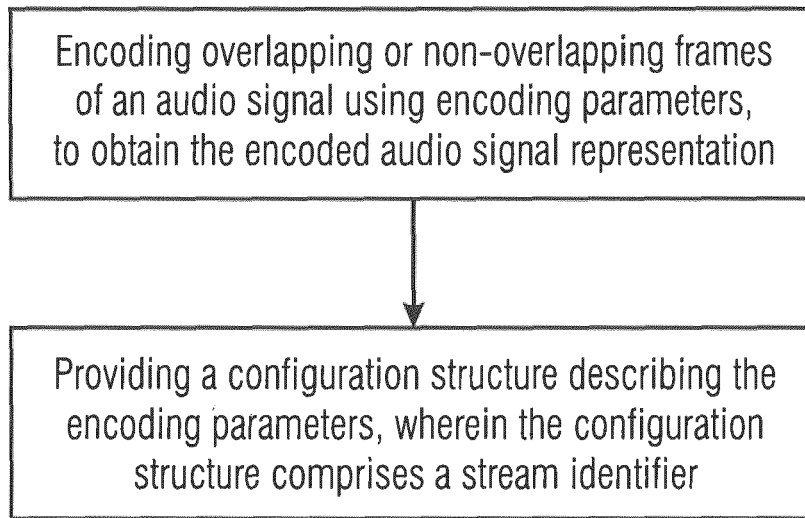 Encoding overlapping or non-overlapping frames
of an audio signal using encoding parameters,
to obtain the encoded audio signal representation
Providing a configuration structure describing the
encoding parameters, wherein the configuration
structure comprises a stream identifier